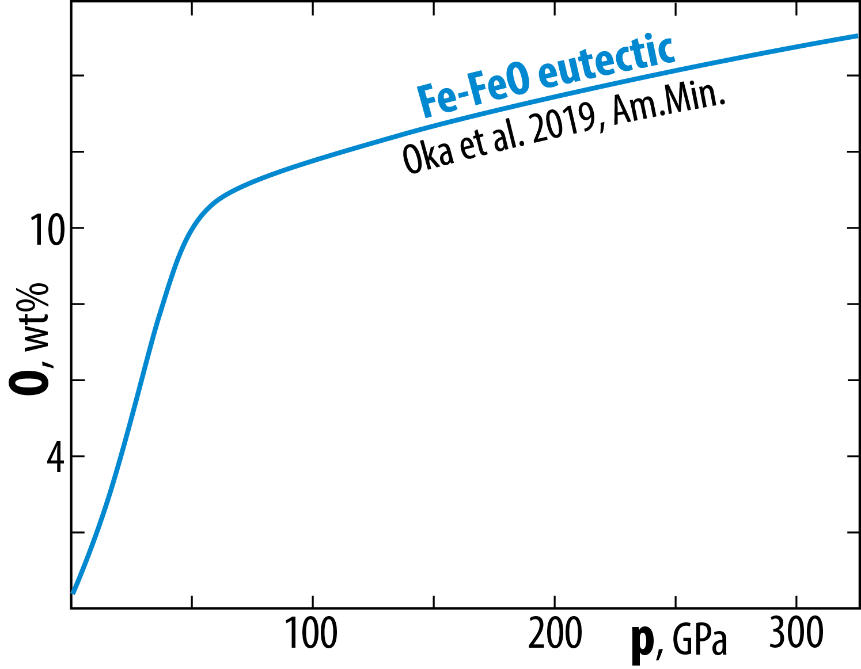 Fe-FeO eutectic
Oka et al. 2019, Am.Min.
10
O, wt%
4
100
200
p, GPa
300